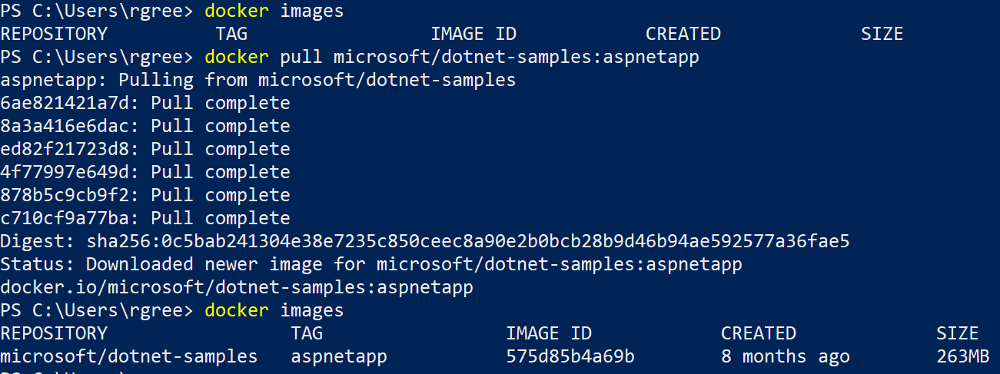 PS C:\Users\rgree> docker images
REPOSITORY TAG IMAGE ID CREATED SIZE
PS C:\Users\rgree> docker pull microsoft/dotnet-samples:aspnetapp
aspnetapp: Pulling from microsoft/dotnet-samples
6ae821421a7d: Pull complete
8a3a416e6dac: Pull complete
ed82f21723d8: Pull complete
4f77997e649d: Pull complete
878b5c9cb9f2: Pull complete
c710cf9a77ba: Pull complete
Digest: sha256:0c5bab241304e38e7235c850ceec8a90e2b0bcb28b9d46b94ae592577a36fae5
Status: Downloaded newer image for microsoft/dotnet-samples:aspnetapp
docker.io/microsoft/dotnet-samples:aspnetapp
PS C:\Users\rgree> docker images
REPOSITORY TAG IMAGE ID CREATED SIZE
microsoft/dotnet-samples aspnetapp 575d85b4a69b 8 months ago 263MB